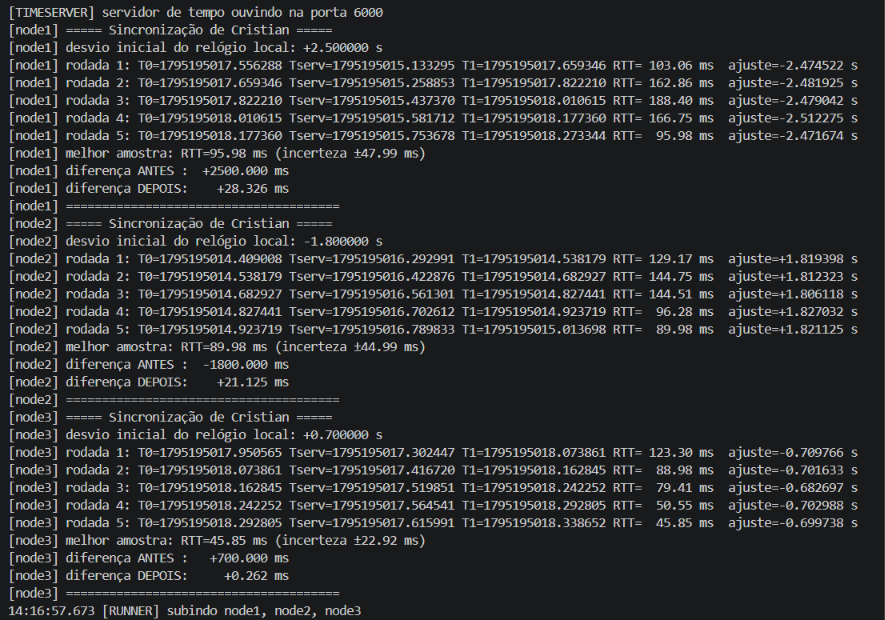 [TIMESERVER] servidor de tempo ouvindo na porta 6000
[node1] ===== Sincronização de Cristian =====
[node1] desvio inicial do relógio local: +2.500000 s
[node1] rodada 1: T0=1795195017.556288 Tserv=1795195015.133295 T1=1795195017.659346 RTT= 103.06 ms  ajuste=-2.474522 s
[node1] rodada 2: T0=1795195017.659346 Tserv=1795195015.258853 T1=1795195017.822210 RTT= 162.86 ms  ajuste=-2.481925 s
[node1] rodada 3: T0=1795195017.822210 Tserv=1795195015.437370 T1=1795195018.010615 RTT= 188.40 ms  ajuste=-2.479042 s
[node1] rodada 4: T0=1795195018.010615 Tserv=1795195015.581712 T1=1795195018.177360 RTT= 166.75 ms  ajuste=-2.512275 s
[node1] rodada 5: T0=1795195018.177360 Tserv=1795195015.753678 T1=1795195018.273344 RTT=  95.98 ms  ajuste=-2.471674 s
[node1] melhor amostra: RTT=95.98 ms (incerteza ±47.99 ms)
[node1] diferença ANTES :  +2500.000 ms
[node1] diferença DEPOIS:    +28.326 ms
[node1] ======================================
[node2] ===== Sincronização de Cristian =====
[node2] desvio inicial do relógio local: -1.800000 s
[node2] rodada 1: T0=1795195014.409008 Tserv=1795195016.292991 T1=1795195014.538179 RTT= 129.17 ms  ajuste=+1.819398 s
[node2] rodada 2: T0=1795195014.538179 Tserv=1795195016.422876 T1=1795195014.682927 RTT= 144.75 ms  ajuste=+1.812323 s
[node2] rodada 3: T0=1795195014.682927 Tserv=1795195016.561301 T1=1795195014.827441 RTT= 144.51 ms  ajuste=+1.806118 s
[node2] rodada 4: T0=1795195014.827441 Tserv=1795195016.702612 T1=1795195014.923719 RTT=  96.28 ms  ajuste=+1.827032 s
[node2] rodada 5: T0=1795195014.923719 Tserv=1795195016.789833 T1=1795195015.013698 RTT=  89.98 ms  ajuste=+1.821125 s
[node2] melhor amostra: RTT=89.98 ms (incerteza ±44.99 ms)
[node2] diferença ANTES :  -1800.000 ms
[node2] diferença DEPOIS:    +21.125 ms
[node2] ======================================
[node3] ===== Sincronização de Cristian =====
[node3] desvio inicial do relógio local: +0.700000 s
[node3] rodada 1: T0=1795195017.950565 Tserv=1795195017.302447 T1=1795195018.073861 RTT= 123.30 ms  ajuste=-0.709766 s
[node3] rodada 2: T0=1795195018.073861 Tserv=1795195017.416720 T1=1795195018.162845 RTT=  88.98 ms  ajuste=-0.701633 s
[node3] rodada 3: T0=1795195018.162845 Tserv=1795195017.519851 T1=1795195018.242252 RTT=  79.41 ms  ajuste=-0.682697 s
[node3] rodada 4: T0=1795195018.242252 Tserv=1795195017.564541 T1=1795195018.292805 RTT=  50.55 ms  ajuste=-0.702988 s
[node3] rodada 5: T0=1795195018.292805 Tserv=1795195017.615991 T1=1795195018.338652 RTT=  45.85 ms  ajuste=-0.699738 s
[node3] melhor amostra: RTT=45.85 ms (incerteza ±22.92 ms)
[node3] diferença ANTES :   +700.000 ms
[node3] diferença DEPOIS:     +0.262 ms
[node3] ======================================
14:16:57.673 [RUNNER] subindo node1, node2, node3